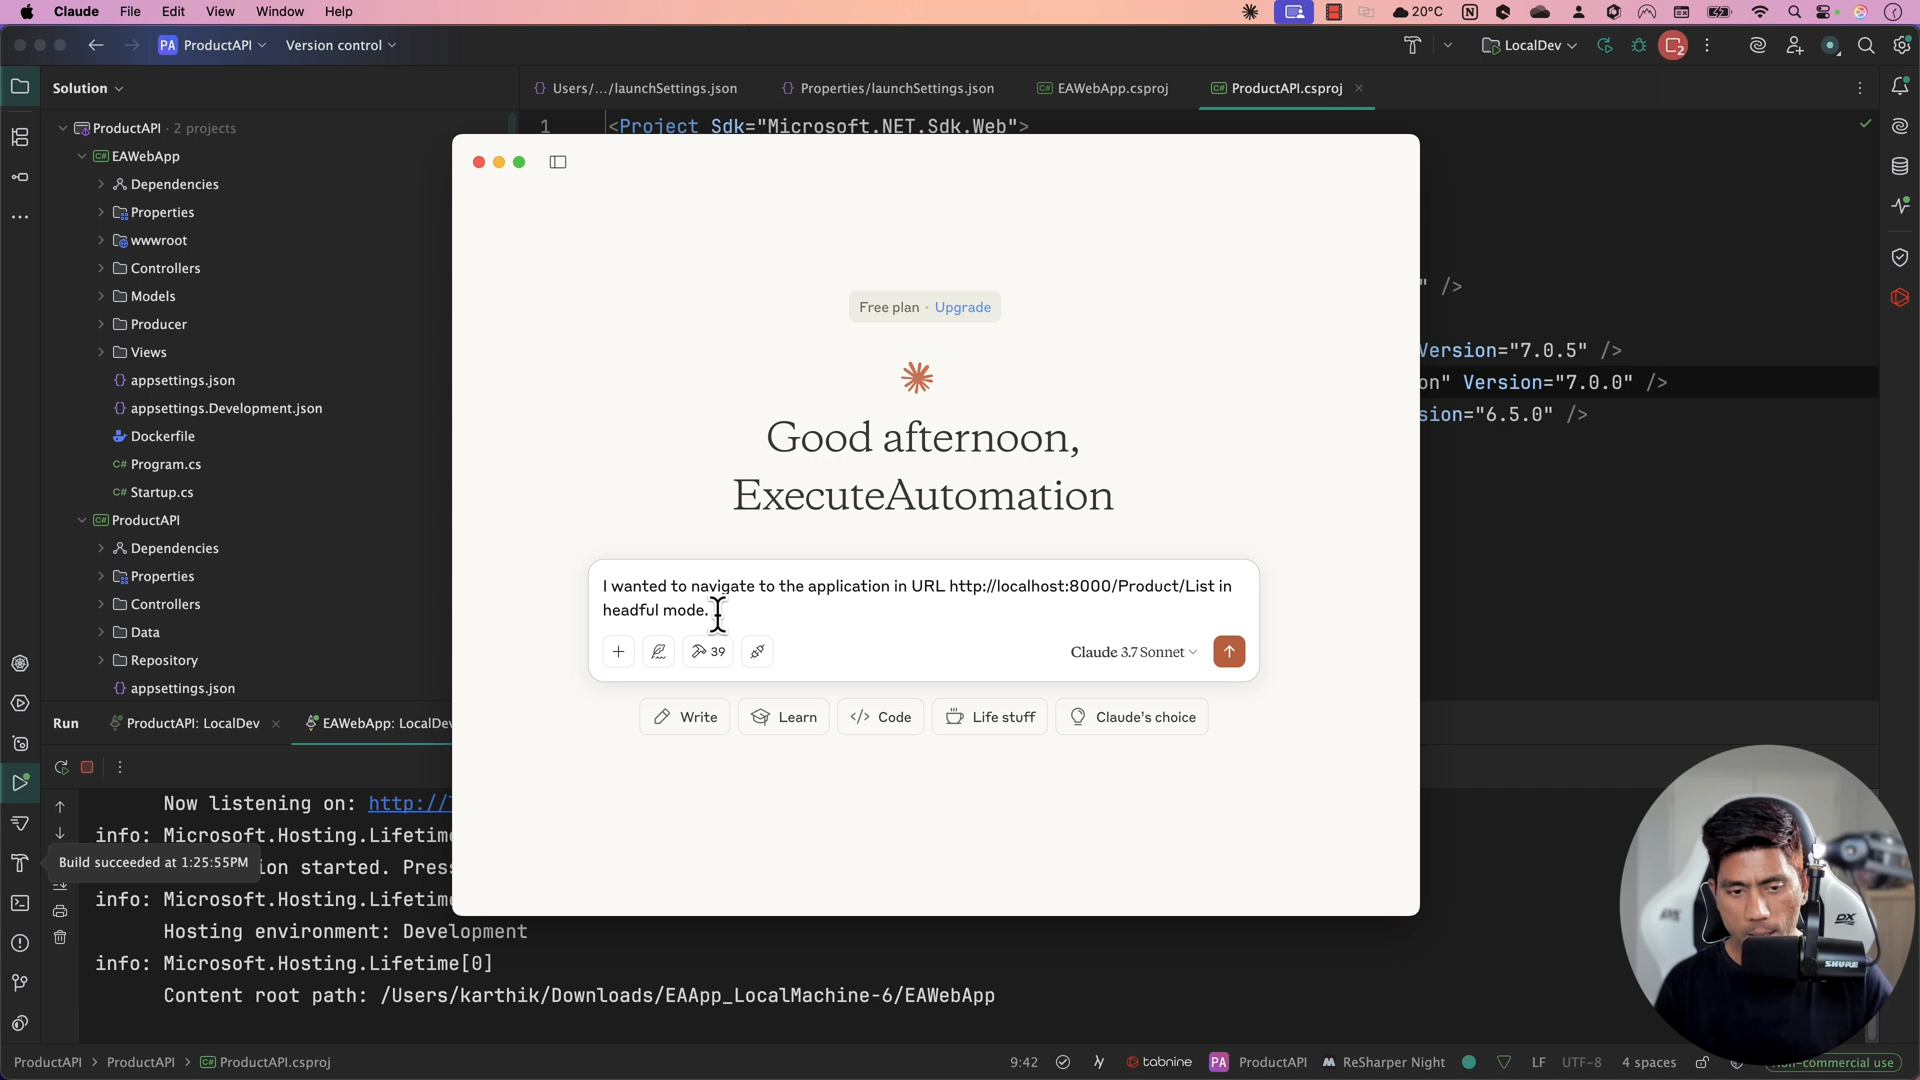 Claude File Edit View Window Help 20°C
PA ProductAPI Version control LocalDev 2
Solution
Users/.../launchSettings.json Properties/launchSettings.json EAWebApp.csproj ProductAPI.csproj
ProductAPI · 2 projects
EAWebApp
Dependencies
Properties
wwwroot
Controllers
Models
Producer
Views
appsettings.json
appsettings.Development.json
Dockerfile
C# Program.cs
C# Startup.cs
ProductAPI
Dependencies
Properties
Controllers
Data
Repository
appsettings.json
1 <Project Sdk="Microsoft.NET.Sdk.Web">
" />
Version="7.0.5" />
on" Version="7.0.0" />
sion="6.5.0" />
Free plan · Upgrade
Good afternoon,
ExecuteAutomation
I wanted to navigate to the application in URL http://localhost:8000/Product/List in
headful mode.
39 Claude 3.7 Sonnet
Write Learn Code Life stuff Claude's choice
Run ProductAPI: LocalDev EAWebApp: LocalDev
Now listening on: http://
info: Microsoft.Hosting.Lifetime
Build succeeded at 1:25:55PM
ion started. Press
info: Microsoft.Hosting.Lifetime
Hosting environment: Development
info: Microsoft.Hosting.Lifetime[0]
Content root path: /Users/karthik/Downloads/EAApp_LocalMachine-6/EAWebApp
DX
SHURE
ProductAPI > ProductAPI > ProductAPI.csproj 9:42 tabnine PA ProductAPI ReSharper Night LF UTF-8 4 spaces Non-commercial use